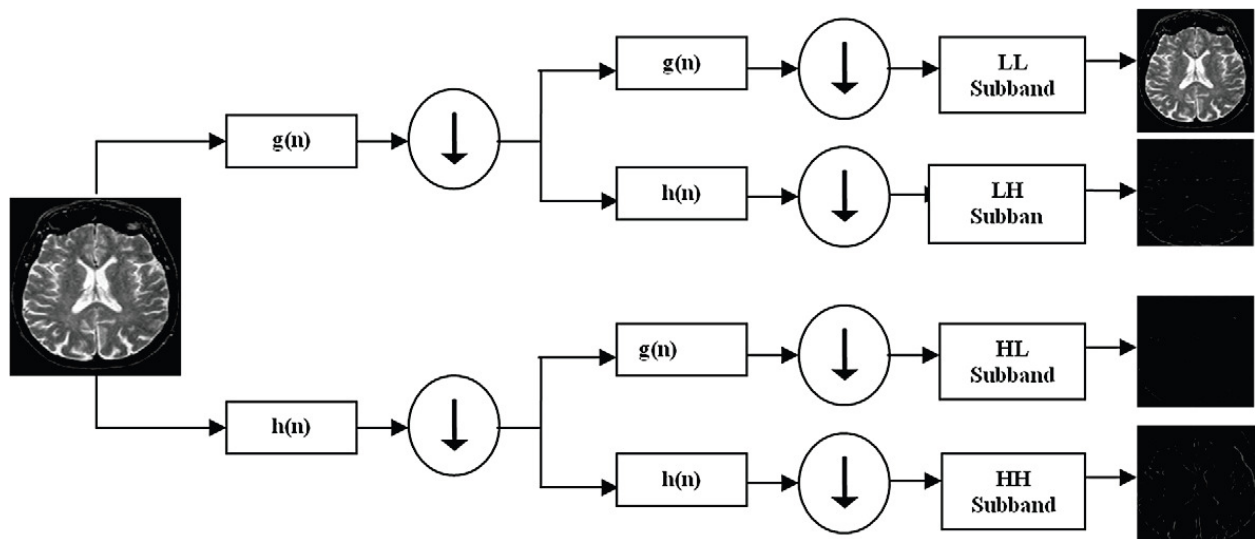 g(n)
LL
Subband
g(n)
h(n)
LH
Subban
g(n)
HL
Subband
h(n)
h(n)
HH
Subband